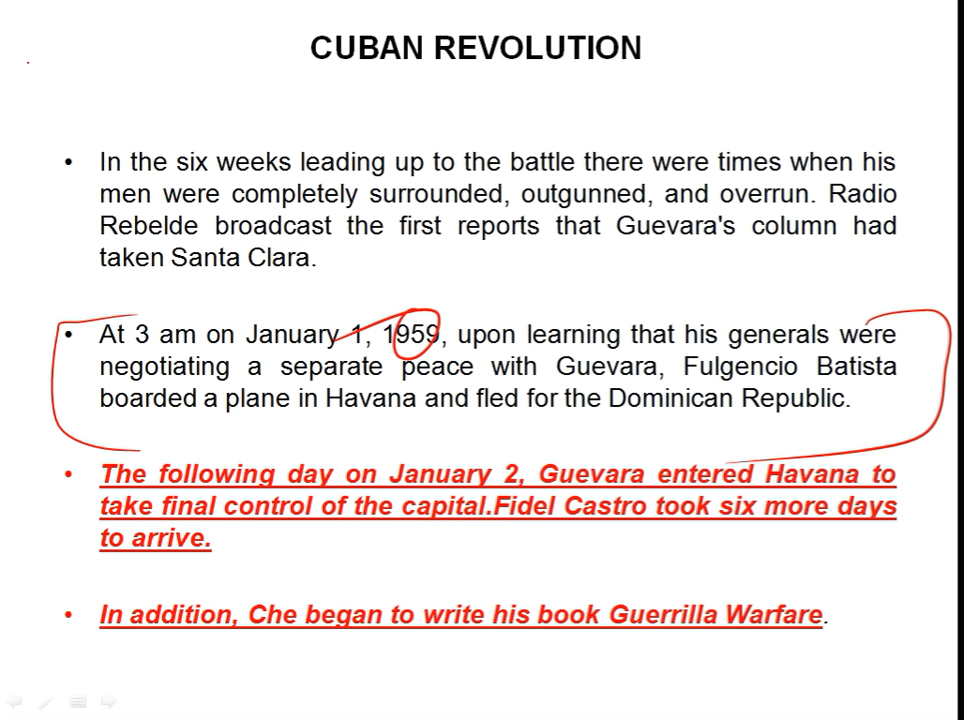 CUBAN REVOLUTION
• In the six weeks leading up to the battle there were times when his
men were completely surrounded, outgunned, and overrun. Radio
Rebelde broadcast the first reports that Guevara's column had
taken Santa Clara.
• At 3 am on January 1, 1959, upon learning that his generals were
negotiating a separate peace with Guevara, Fulgencio Batista
boarded a plane in Havana and fled for the Dominican Republic.
• The following day on January 2, Guevara entered Havana to
take final control of the capital.Fidel Castro took six more days
to arrive.
• In addition, Che began to write his book Guerrilla Warfare.